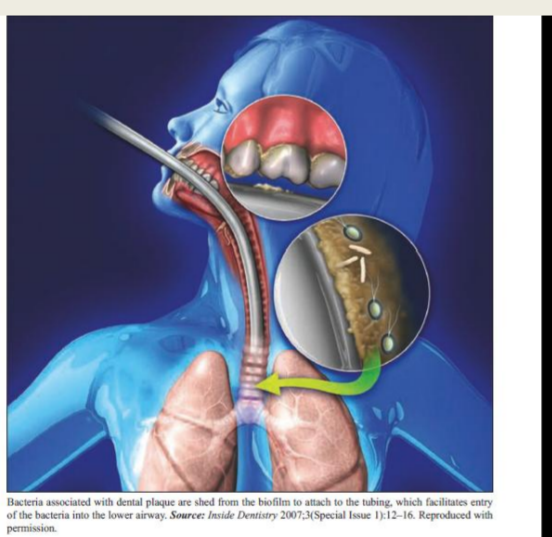 Bacteria associated with dental plaque are shed from the biofilm to attach to the tubing, which facilitates entry
of the bacteria into the lower airway. Source: Inside Dentistry 2007;3(Special Issue 1):12–16. Reproduced with
permission.